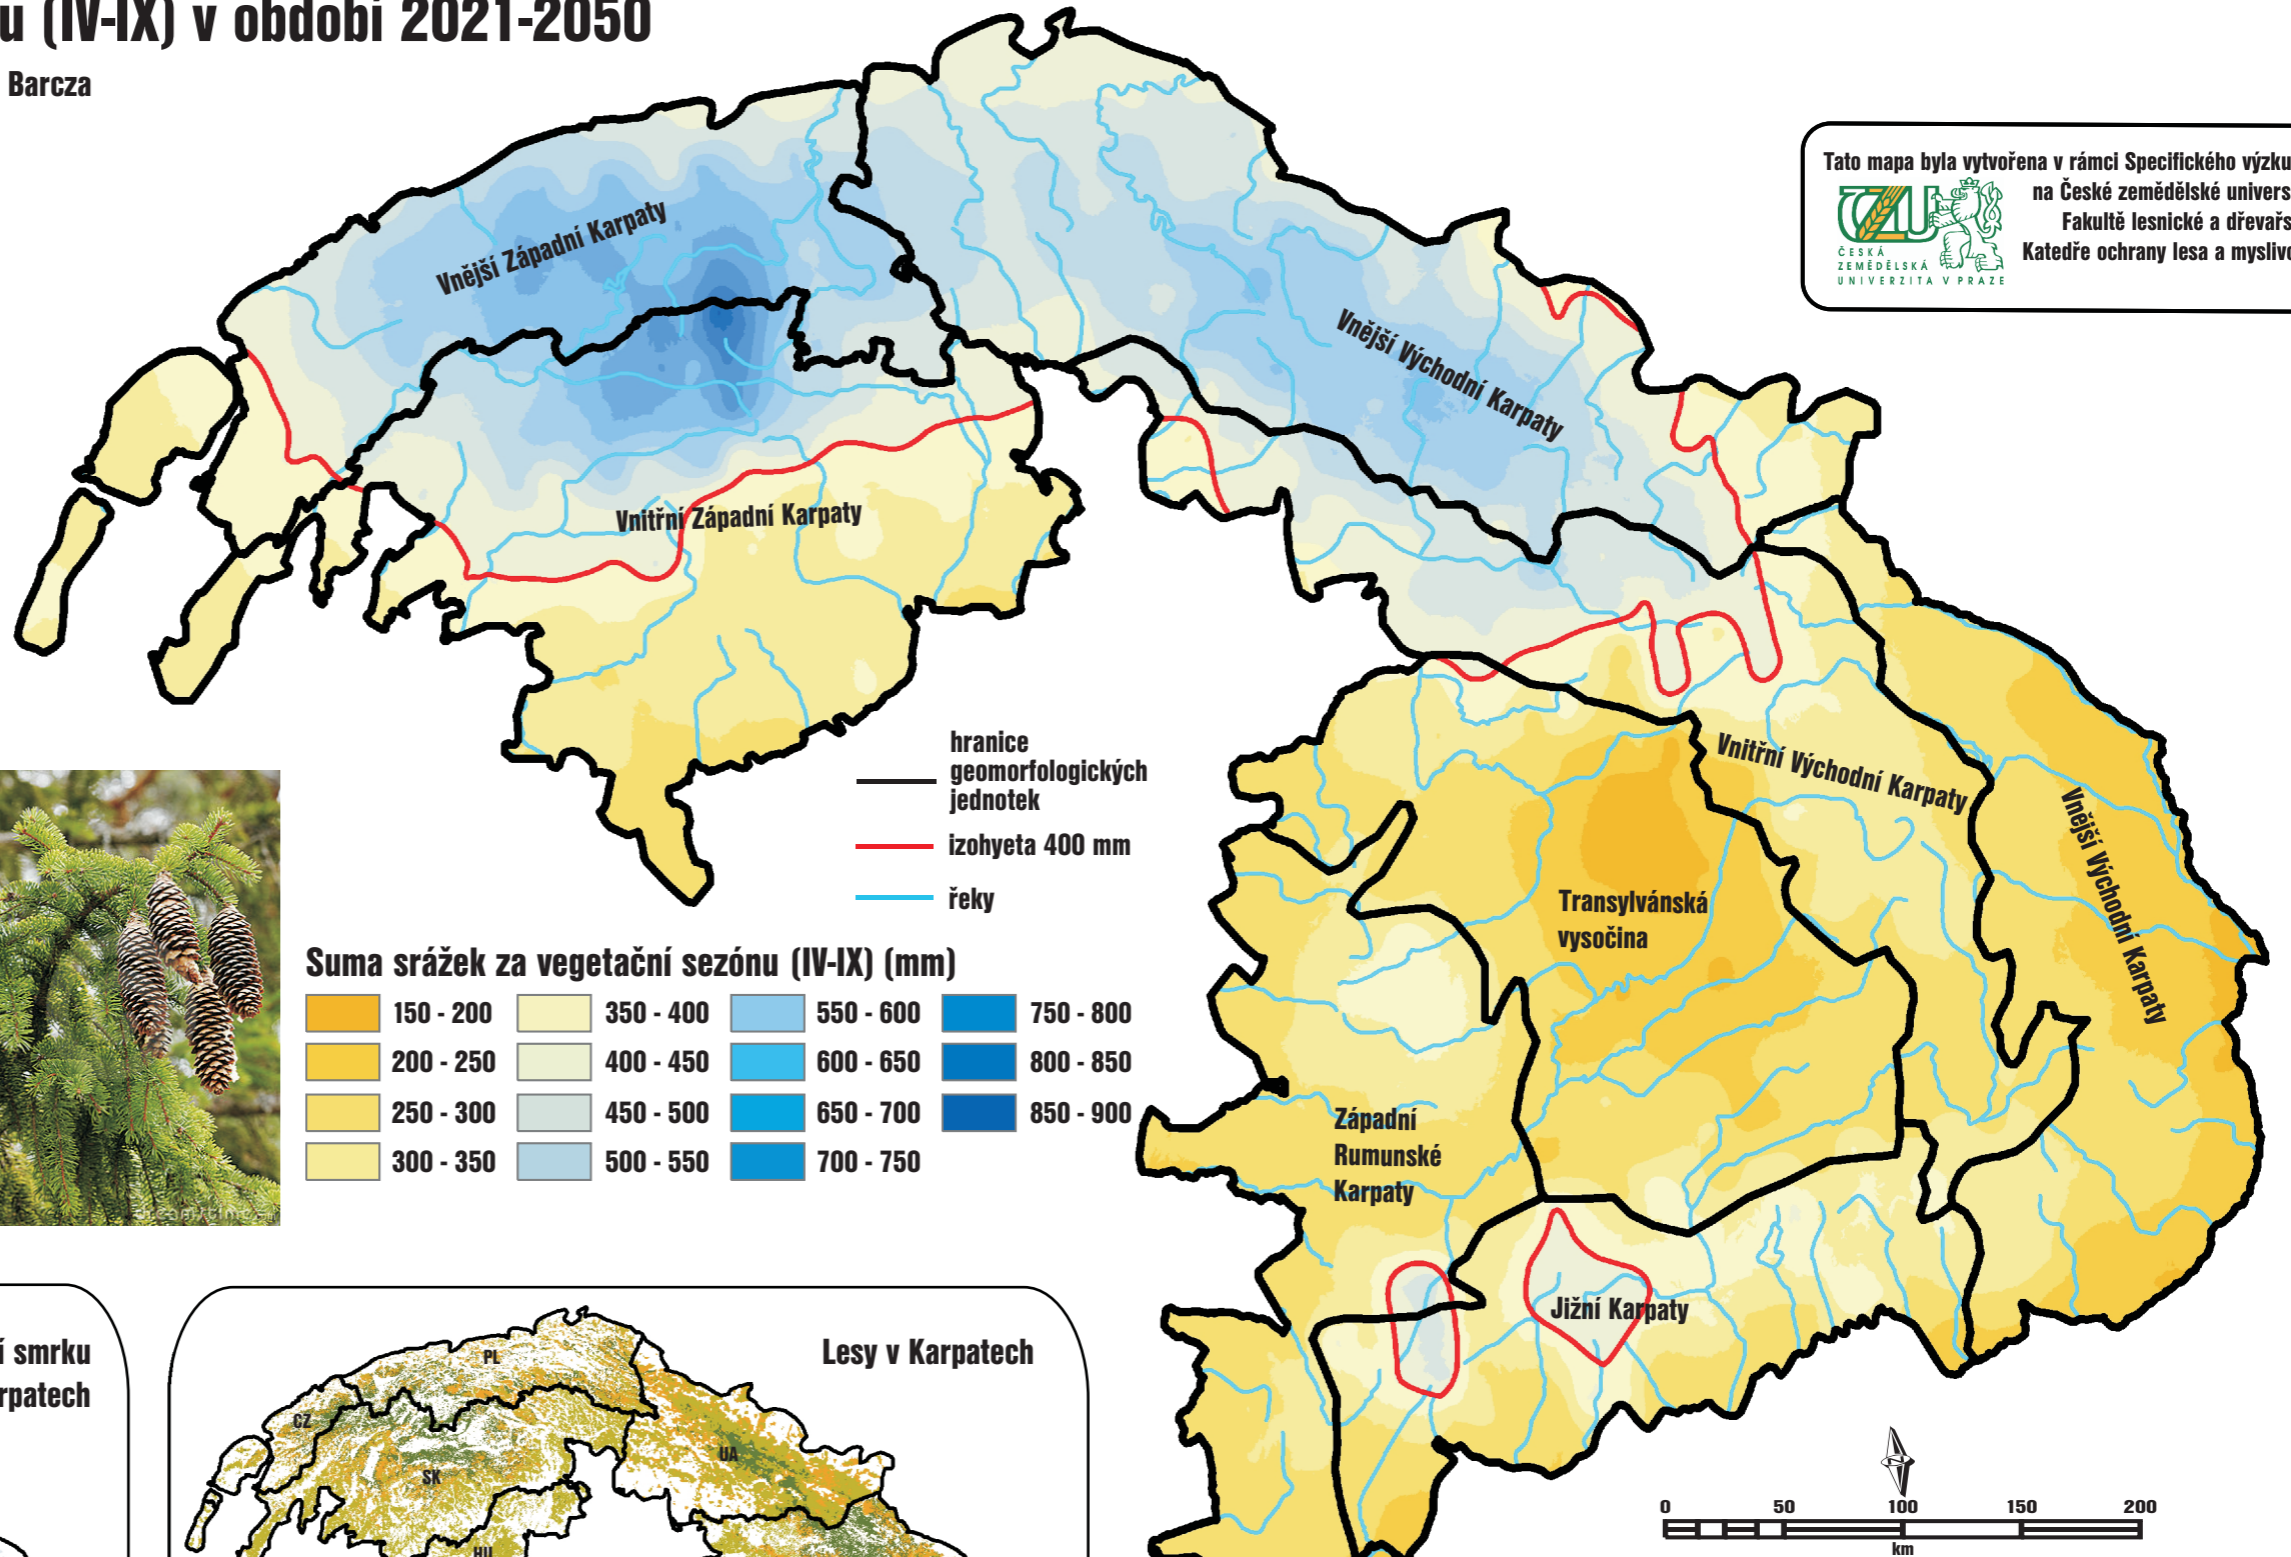 u (IV-IX) v období 2021-2050
Barcza
Tato mapa byla vytvořena v rámci Specifického výzku
na České zemědělské univers
Fakultě lesnické a dřevařs
Katedře ochrany lesa a myslivo
ČZU
ČESKÁ
ZEMĚDĚLSKÁ
UNIVERZITA V PRAZE
Vnější Západní Karpaty
Vnější Východní Karpaty
Vnitřní Západní Karpaty
Vnitřní Východní Karpaty
Vnější Východní Karpaty
Transylvánská
vysočina
Západní
Rumunské
Karpaty
Jižní Karpaty
hranice
geomorfologických
jednotek
izohyeta 400 mm
řeky
Suma srážek za vegetační sezónu (IV-IX) (mm)
150 - 200
200 - 250
250 - 300
300 - 350
350 - 400
400 - 450
450 - 500
500 - 550
550 - 600
600 - 650
650 - 700
700 - 750
750 - 800
800 - 850
850 - 900
dreamstime
í smrku
rpatech
Lesy v Karpatech
PL
CZ
SK
UA
HU
0 50 100 150 200
km